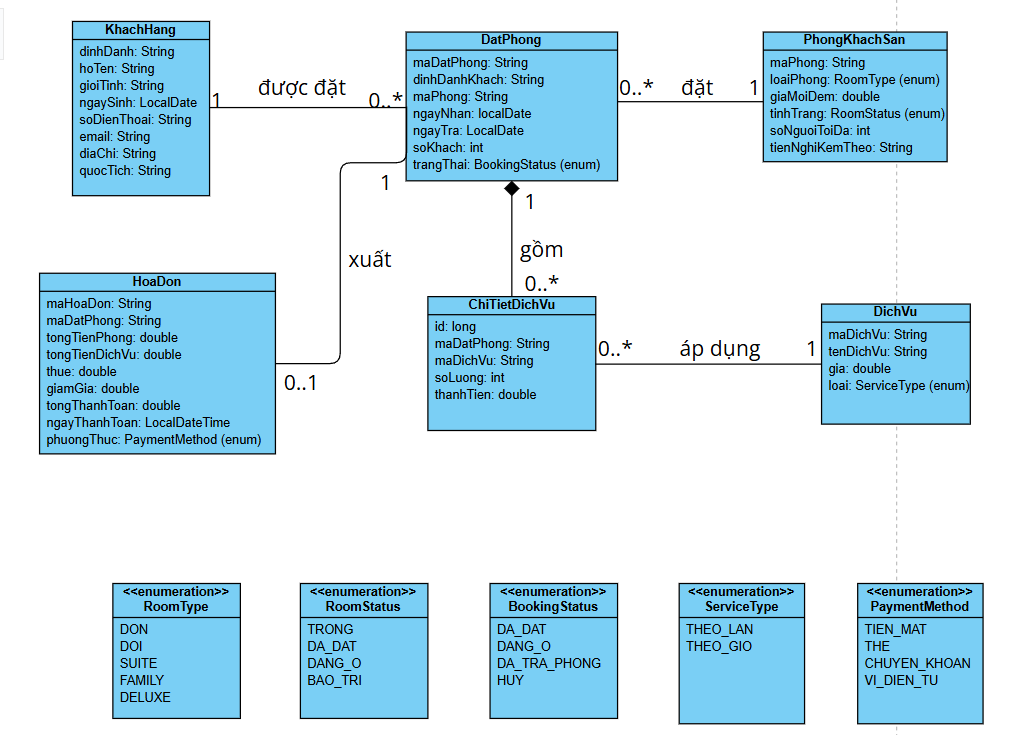 KhachHang
dinhDanh: String
hoTen: String
gioiTinh: String
ngaySinh: LocalDate
soDienThoai: String
email: String
diaChi: String
quocTich: String
1
được đặt
0..*
DatPhong
maDatPhong: String
dinhDanhKhach: String
maPhong: String
ngayNhan: localDate
ngayTra: LocalDate
soKhach: int
trangThai: BookingStatus (enum)
0..*
đặt
1
PhongKhachSan
maPhong: String
loaiPhong: RoomType (enum)
giaMoiDem: double
tinhTrang: RoomStatus (enum)
soNguoiToiDa: int
tienNghiKemTheo: String
1
xuất
0..1
1
gồm
0..*
HoaDon
maHoaDon: String
maDatPhong: String
tongTienPhong: double
tongTienDichVu: double
thue: double
giamGia: double
tongThanhToan: double
ngayThanhToan: LocalDateTime
phuongThuc: PaymentMethod (enum)
ChiTietDichVu
id: long
maDatPhong: String
maDichVu: String
soLuong: int
thanhTien: double
0..*
áp dụng
1
DichVu
maDichVu: String
tenDichVu: String
gia: double
loai: ServiceType (enum)
<<enumeration>>
RoomType
DON
DOI
SUITE
FAMILY
DELUXE
<<enumeration>>
RoomStatus
TRONG
DA_DAT
DANG_O
BAO_TRI
<<enumeration>>
BookingStatus
DA_DAT
DANG_O
DA_TRA_PHONG
HUY
<<enumeration>>
ServiceType
THEO_LAN
THEO_GIO
<<enumeration>>
PaymentMethod
TIEN_MAT
THE
CHUYEN_KHOAN
VI_DIEN_TU